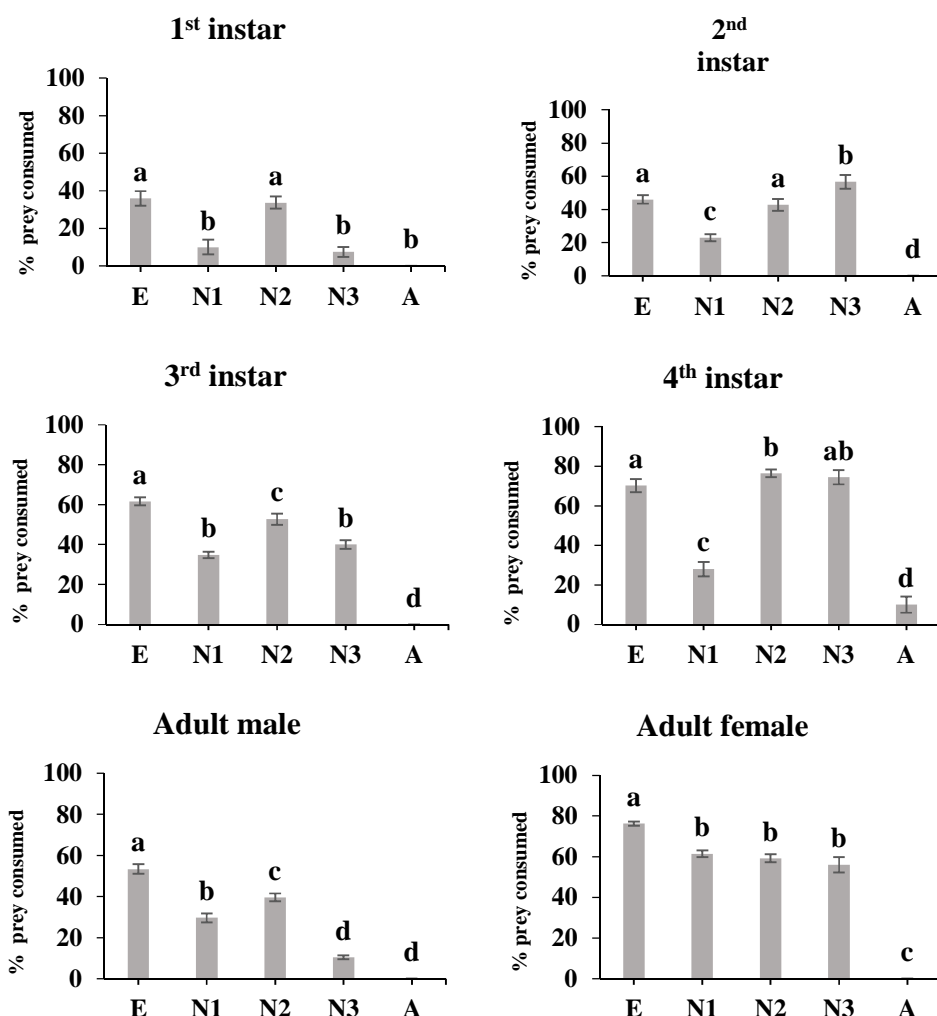 1st instar
% prey consumed
100
80
60
40
20
0
a
b
a
b
b
E N1 N2 N3 A
2nd
instar
% prey consumed
100
80
60
40
20
0
a
c
a
b
d
E N1 N2 N3 A
3rd instar
% prey consumed
100
80
60
40
20
0
a
b
c
b
d
E N1 N2 N3 A
4th instar
% prey consumed
100
80
60
40
20
0
a
c
b
ab
d
E N1 N2 N3 A
Adult male
% prey consumed
100
80
60
40
20
0
a
b
c
d
d
E N1 N2 N3 A
Adult female
% prey consumed
100
80
60
40
20
0
a
b
b
b
c
E N1 N2 N3 A